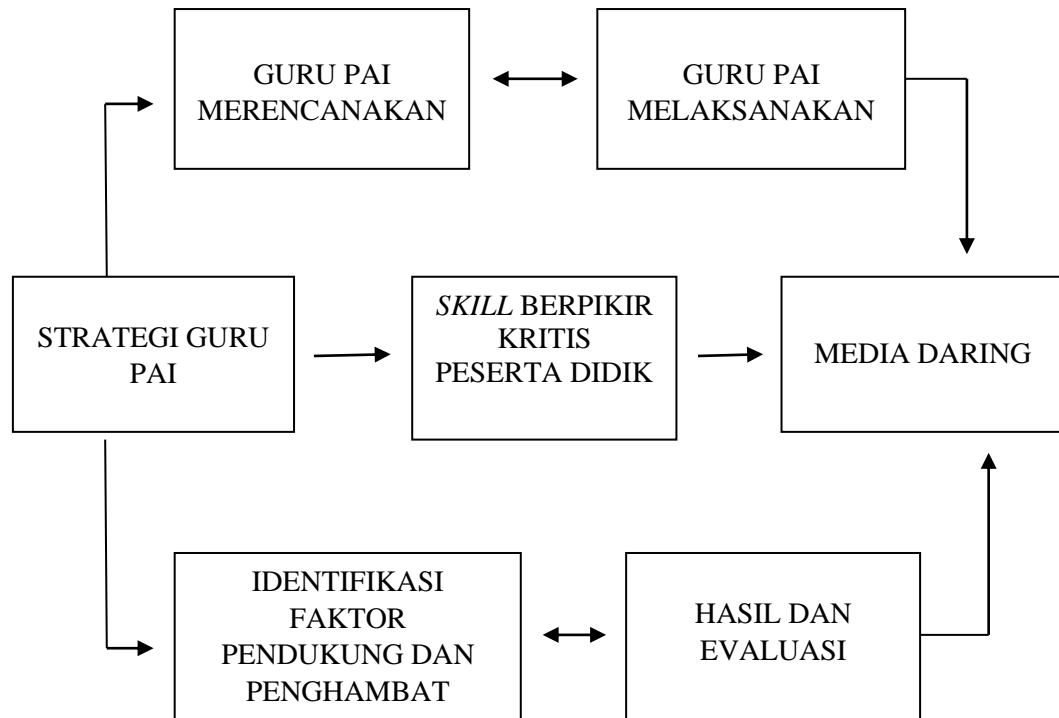 GURU PAI
MERENCANAKAN
GURU PAI
MELAKSANAKAN
STRATEGI GURU
PAI
SKILL BERPIKIR
KRITIS
PESERTA DIDIK
MEDIA DARING
IDENTIFIKASI
FAKTOR
PENDUKUNG DAN
PENGHAMBAT
HASIL DAN
EVALUASI